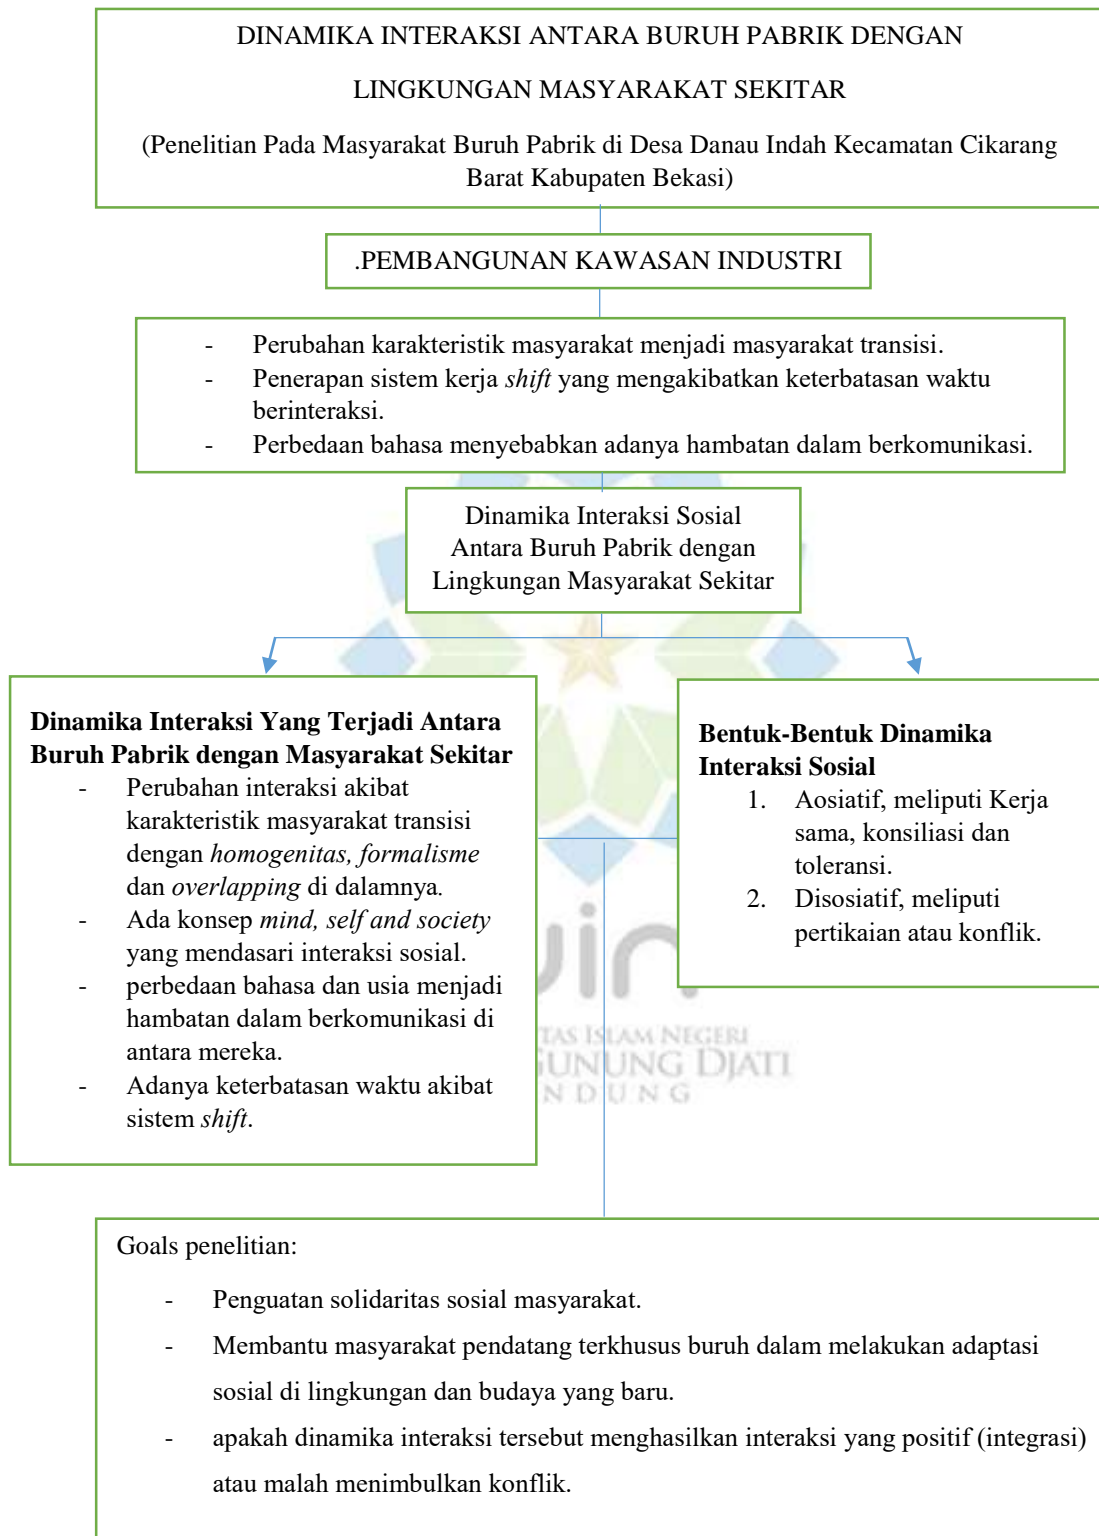 DINAMIKA INTERAKSI ANTARA BURUH PABRIK DENGAN
LINGKUNGAN MASYARAKAT SEKITAR
(Penelitian Pada Masyarakat Buruh Pabrik di Desa Danau Indah Kecamatan Cikarang
Barat Kabupaten Bekasi)
.PEMBANGUNAN KAWASAN INDUSTRI
- Perubahan karakteristik masyarakat menjadi masyarakat transisi.
- Penerapan sistem kerja shift yang mengakibatkan keterbatasan waktu
berinteraksi.
- Perbedaan bahasa menyebabkan adanya hambatan dalam berkomunikasi.
Dinamika Interaksi Sosial
Antara Buruh Pabrik dengan
Lingkungan Masyarakat Sekitar
Dinamika Interaksi Yang Terjadi Antara
Buruh Pabrik dengan Masyarakat Sekitar
- Perubahan interaksi akibat
karakteristik masyarakat transisi
dengan homogenitas, formalisme
dan overlapping di dalamnya.
- Ada konsep mind, self and society
yang mendasari interaksi sosial.
- perbedaan bahasa dan usia menjadi
hambatan dalam berkomunikasi di
antara mereka.
- Adanya keterbatasan waktu akibat
sistem shift.
Bentuk-Bentuk Dinamika
Interaksi Sosial
1. Aosiatif, meliputi Kerja
sama, konsiliasi dan
toleransi.
2. Disosiatif, meliputi
pertikaian atau konflik.
uin
TAS ISLAM NEGERI
GUNUNG DJATI
NDUNG
Goals penelitian:
- Penguatan solidaritas sosial masyarakat.
- Membantu masyarakat pendatang terkhusus buruh dalam melakukan adaptasi
sosial di lingkungan dan budaya yang baru.
- apakah dinamika interaksi tersebut menghasilkan interaksi yang positif (integrasi)
atau malah menimbulkan konflik.